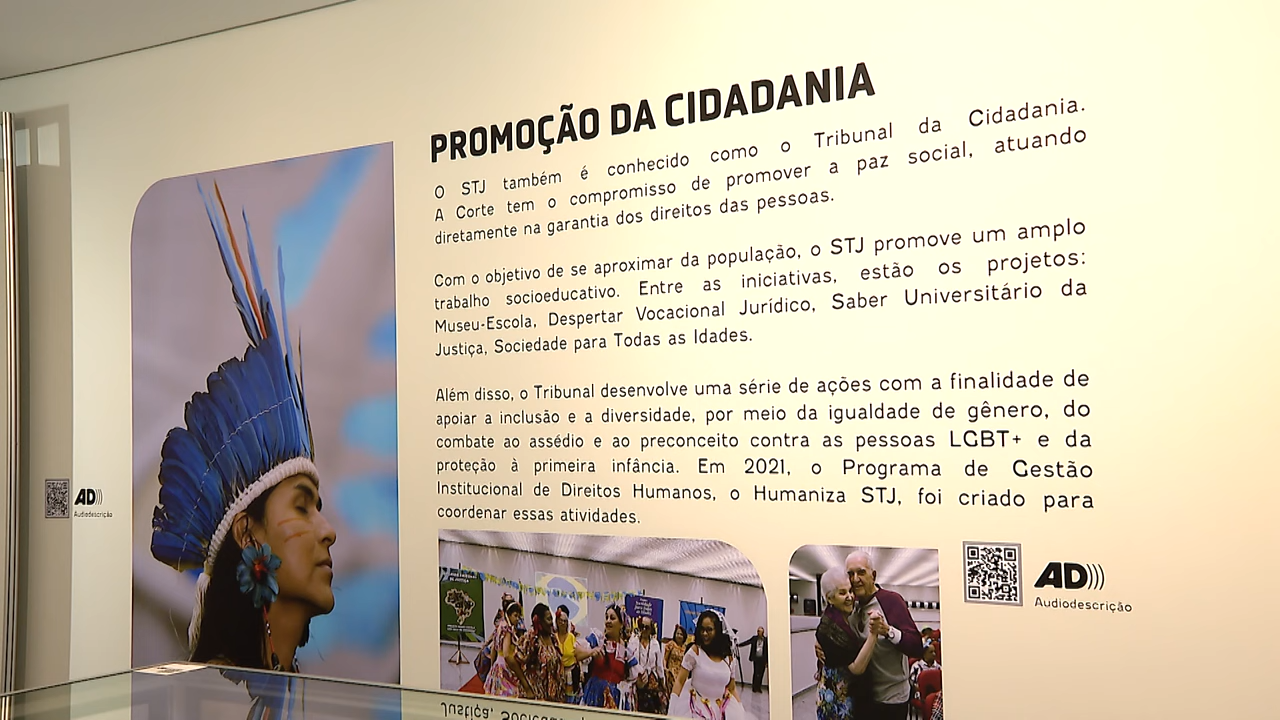 PROMOÇÃO DA CIDADANIA
O STJ também é conhecido como o Tribunal da Cidadania.
A Corte tem o compromisso de promover a paz social, atuando
diretamente na garantia dos direitos das pessoas.
Com o objetivo de se aproximar da população, o STJ promove um amplo
trabalho socioeducativo. Entre as iniciativas, estão os projetos:
Museu-Escola, Despertar Vocacional Jurídico, Saber Universitário da
Justiça, Sociedade para Todas as Idades.
Além disso, o Tribunal desenvolve uma série de ações com a finalidade de
apoiar a inclusão e a diversidade, por meio da igualdade de gênero, do
combate ao assédio e ao preconceito contra as pessoas LGBT+ e da
proteção à primeira infância. Em 2021, o Programa de Gestão
Institucional de Direitos Humanos, o Humaniza STJ, foi criado para
coordenar essas atividades.
AD)))
Audiodescrição
AD)))
Audiodescrição